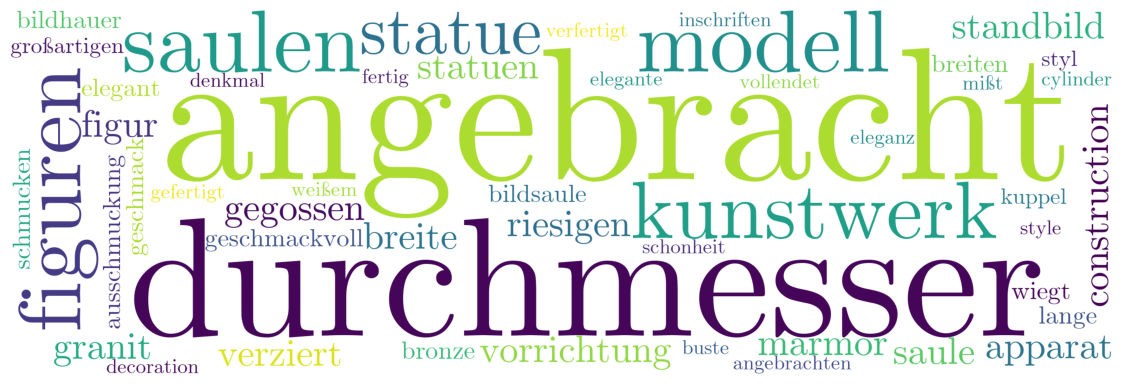 bildhauer
saulen
statue
verfertigt
modell
inschriften
standbild
großartigen
elegant
denkmal
fertig
statuen
elegante
vollendet
breiten
styl
mißt
cylinder
figuren
figur
angebracht
eleganz
construction
schmucken
ausschmuckung
geschmack
gefertigt
weißem
gegossen
geschmackvoll
breite
bildsaule
riesigen
kunstwerk
schonheit
kuppel
style
durchmesser
wiegt
lange
granit
decoration
verziert
bronze
vorrichtung
buste
marmor
angebrachten
saule
apparat